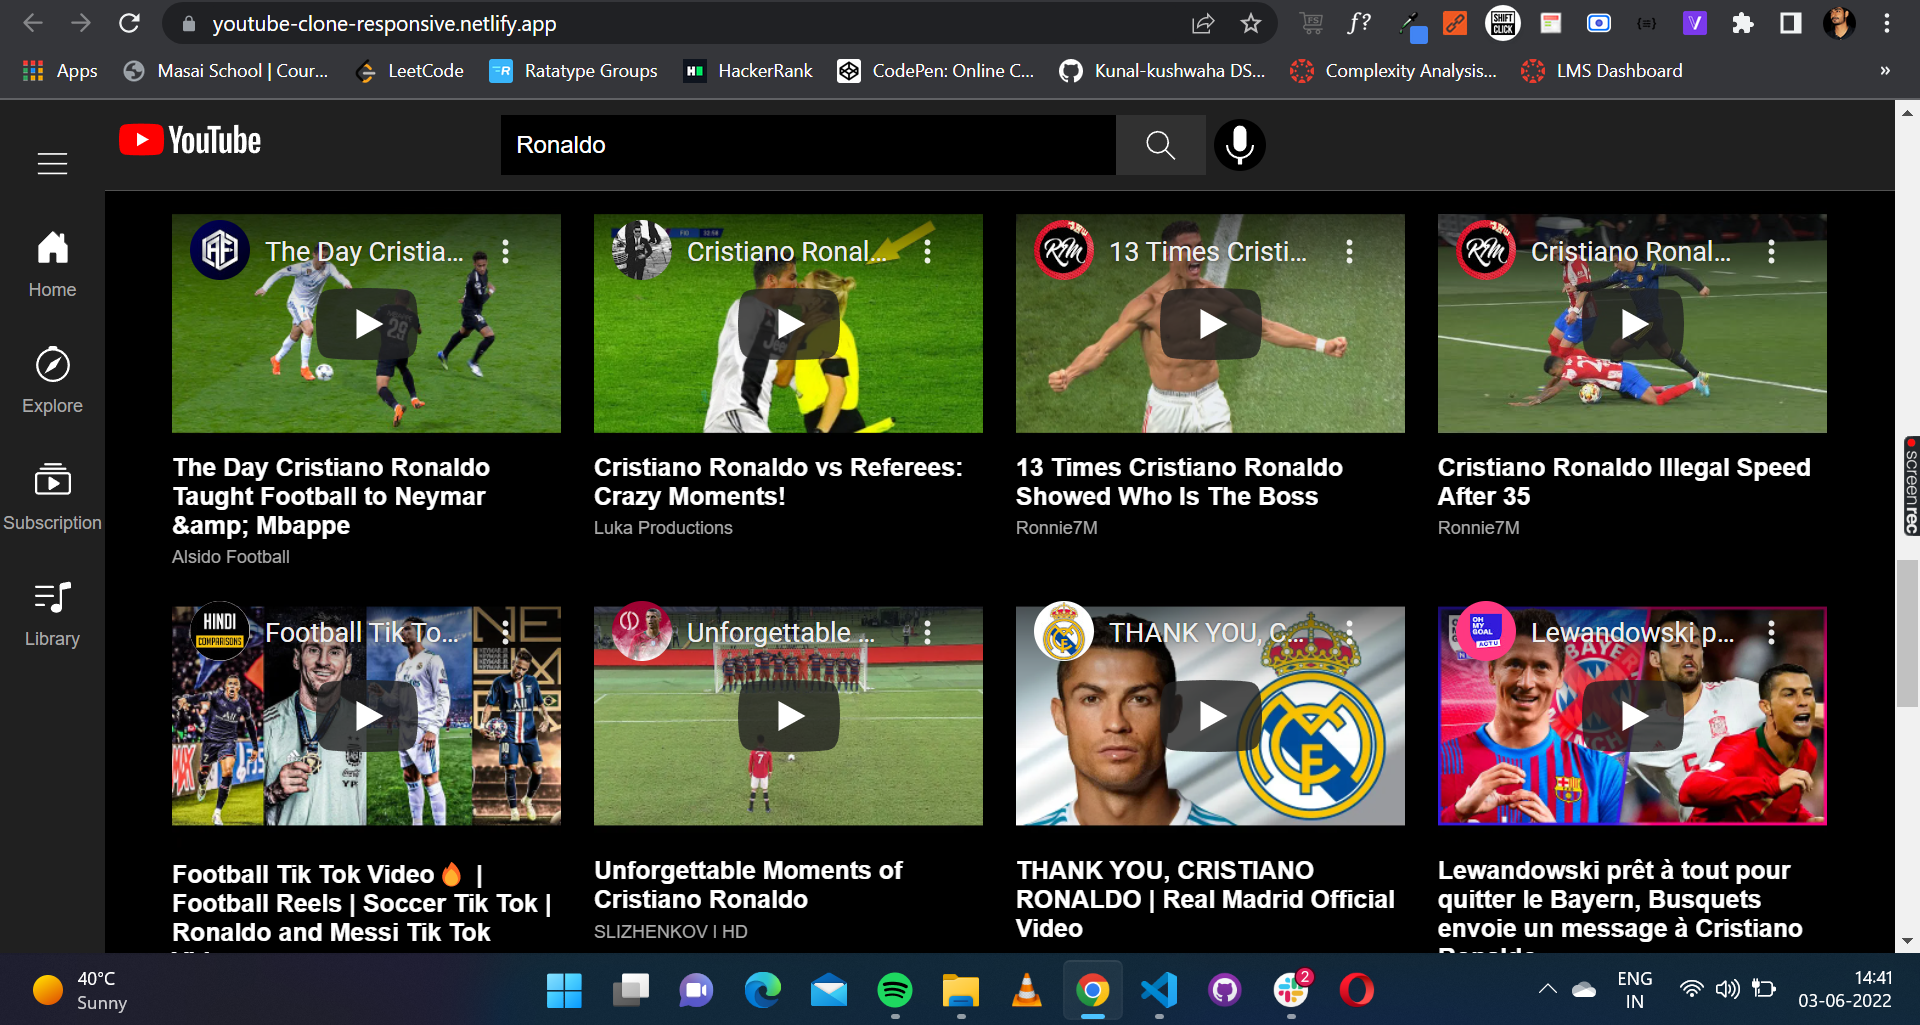 youtube-clone-responsive.netlify.app
Apps
Masai School | Cour...
LeetCode
Ratatype Groups
HackerRank
CodePen: Online C...
Kunal-kushwaha DS...
Complexity Analysis...
LMS Dashboard
»
YouTube
Ronaldo
Home
Explore
Subscription
Library
The Day Cristia...
Cristiano Ronal...
13 Times Cristi...
Cristiano Ronal...
The Day Cristiano Ronaldo
Taught Football to Neymar
&amp; Mbappe
Alsido Football
Cristiano Ronaldo vs Referees:
Crazy Moments!
Luka Productions
13 Times Cristiano Ronaldo
Showed Who Is The Boss
Ronnie7M
Cristiano Ronaldo Illegal Speed
After 35
Ronnie7M
HINDI
COMPARISONS
Football Tik To...
Unforgettable ...
THANK YOU, C...
OH
MY
GOAL
ACTU
Lewandowski p...
Football Tik Tok Video🔥 |
Football Reels | Soccer Tik Tok |
Ronaldo and Messi Tik Tok
Unforgettable Moments of
Cristiano Ronaldo
SLIZHENKOV I HD
THANK YOU, CRISTIANO
RONALDO | Real Madrid Official
Video
Lewandowski prêt à tout pour
quitter le Bayern, Busquets
envoie un message à Cristiano
Ronaldo
screenrec
40°C
Sunny
2
ENG
IN
14:41
03-06-2022